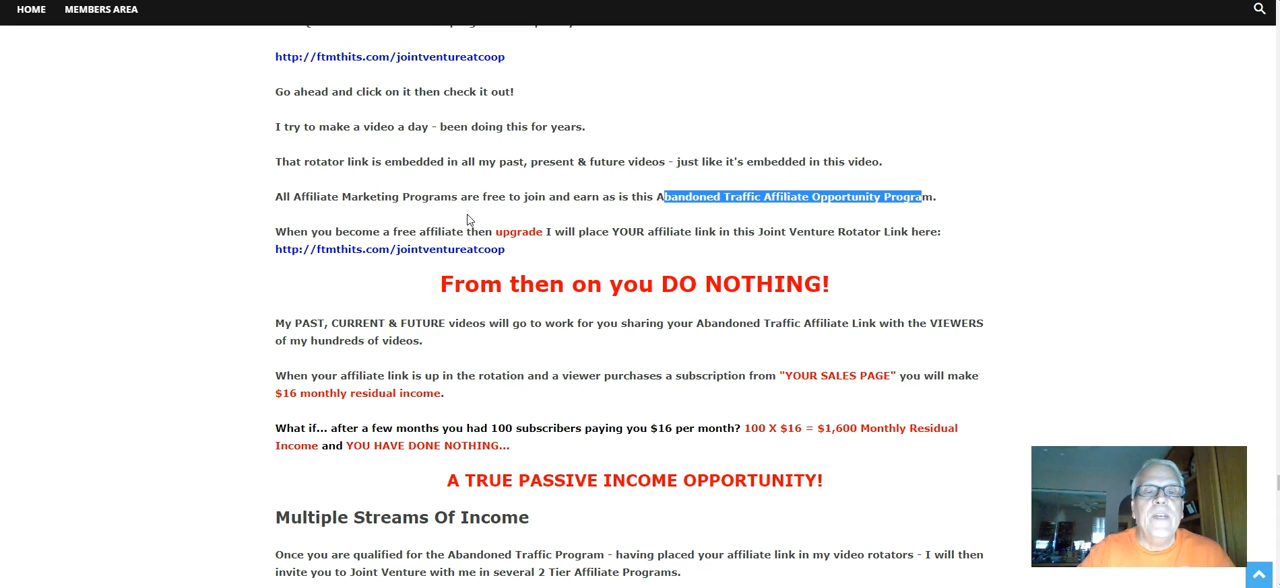 HOME MEMBERS AREA
http://ftmthits.com/jointventureatcoop
Go ahead and click on it then check it out!
I try to make a video a day - been doing this for years.
That rotator link is embedded in all my past, present & future videos - just like it's embedded in this video.
All Affiliate Marketing Programs are free to join and earn as is this Abandoned Traffic Affiliate Opportunity Program.
When you become a free affiliate then upgrade I will place YOUR affiliate link in this Joint Venture Rotator Link here:
http://ftmthits.com/jointventureatcoop
From then on you DO NOTHING!
My PAST, CURRENT & FUTURE videos will go to work for you sharing your Abandoned Traffic Affiliate Link with the VIEWERS
of my hundreds of videos.
When your affiliate link is up in the rotation and a viewer purchases a subscription from "YOUR SALES PAGE" you will make
$16 monthly residual income.
What if... after a few months you had 100 subscribers paying you $16 per month? 100 X $16 = $1,600 Monthly Residual
Income and YOU HAVE DONE NOTHING...
A TRUE PASSIVE INCOME OPPORTUNITY!
Multiple Streams Of Income
Once you are qualified for the Abandoned Traffic Program - having placed your affiliate link in my video rotators - I will then
invite you to Joint Venture with me in several 2 Tier Affiliate Programs.